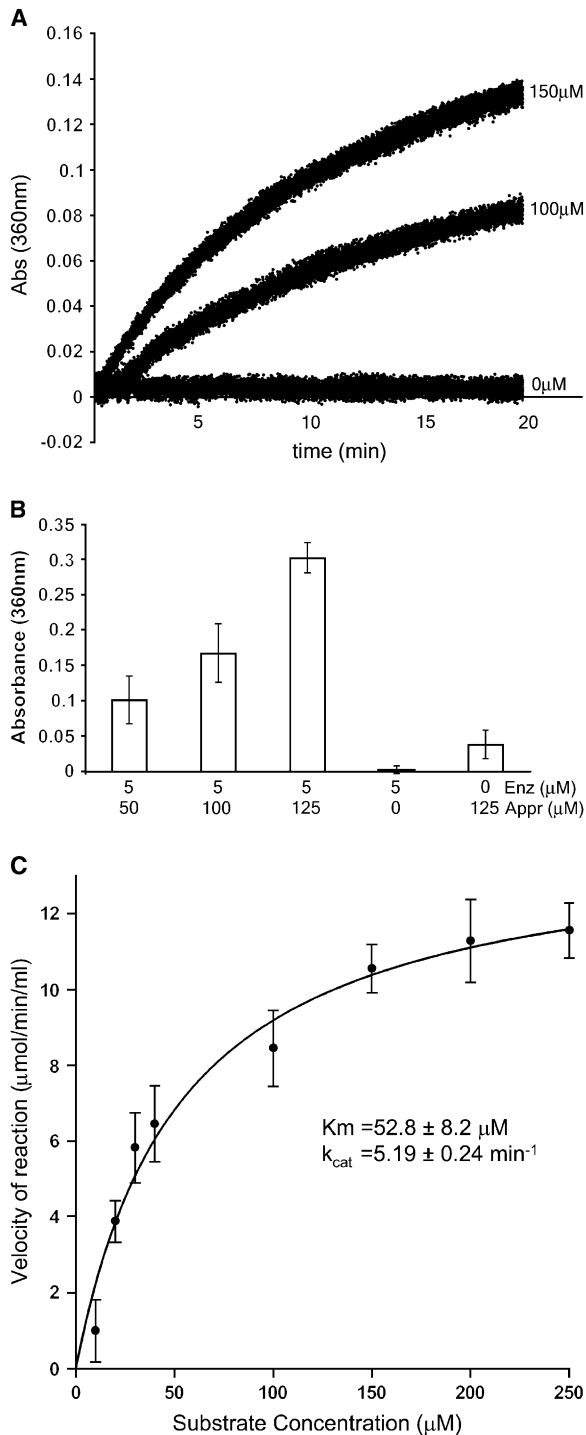 A
0.16
0.14
0.12
0.1
0.08
0.06
0.04
0.02
0
-0.02
Abs (360nm)
150µM
100µM
0µM
5 10 15 20
time (min)
B
0.35
0.3
0.25
0.2
0.15
0.1
0.05
0
Absorbance (360nm)
5 5 5 5 0 Enz (µM)
50 100 125 0 125 Appr (µM)
C
12
10
8
6
4
2
0
Velocity of reaction (µmol/min/ml)
Km =52.8 ± 8.2 µM
kcat =5.19 ± 0.24 min-1
0 50 100 150 200 250
Substrate Concentration (µM)